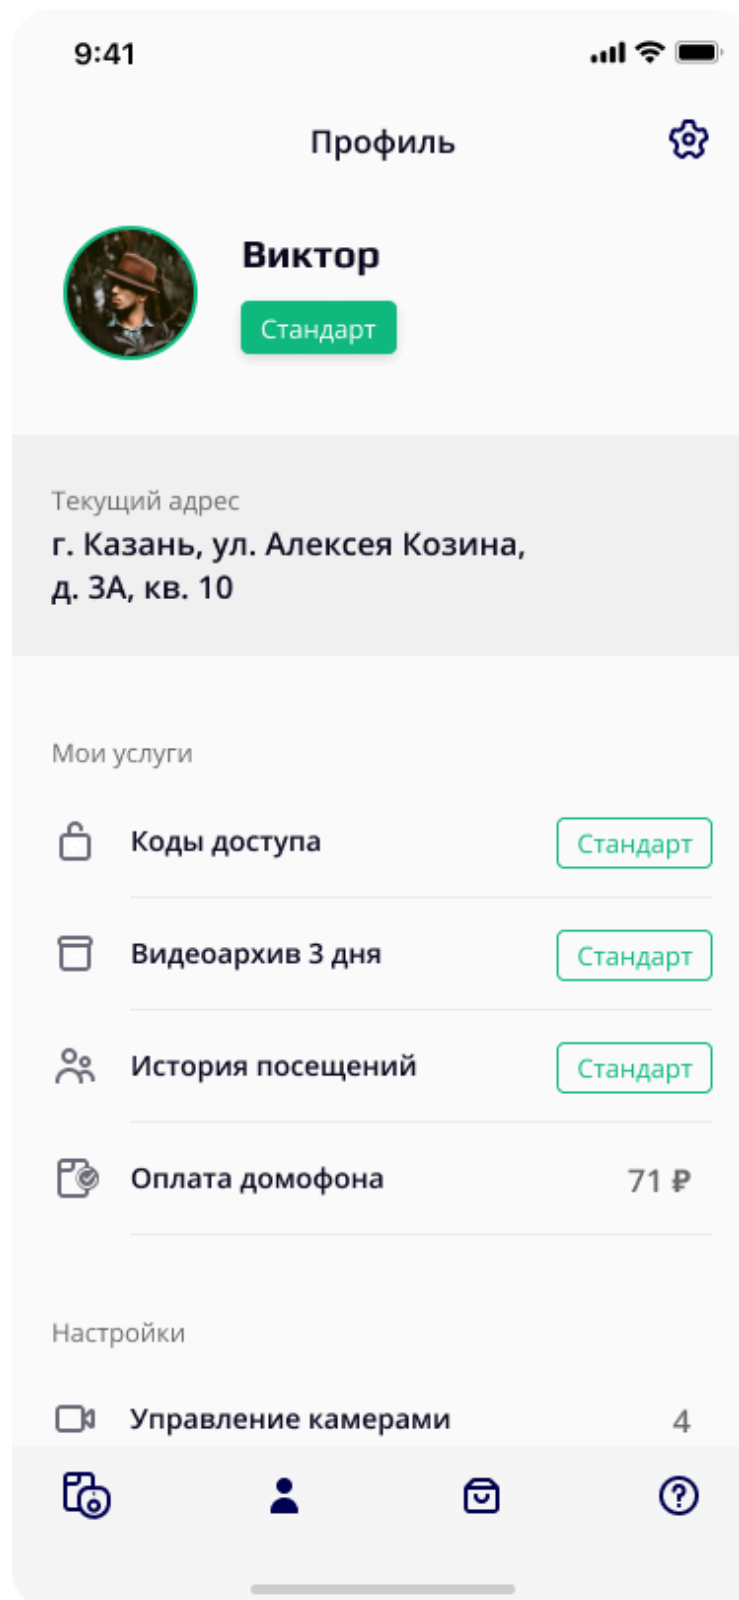 9:41
Профиль
Виктор
Стандарт
Текущий адрес
г. Казань, ул. Алексея Козина,
д. 3А, кв. 10
Мои услуги
Коды доступа Стандарт
Видеоархив 3 дня Стандарт
История посещений Стандарт
Оплата домофона 71 ₽
Настройки
Управление камерами 4